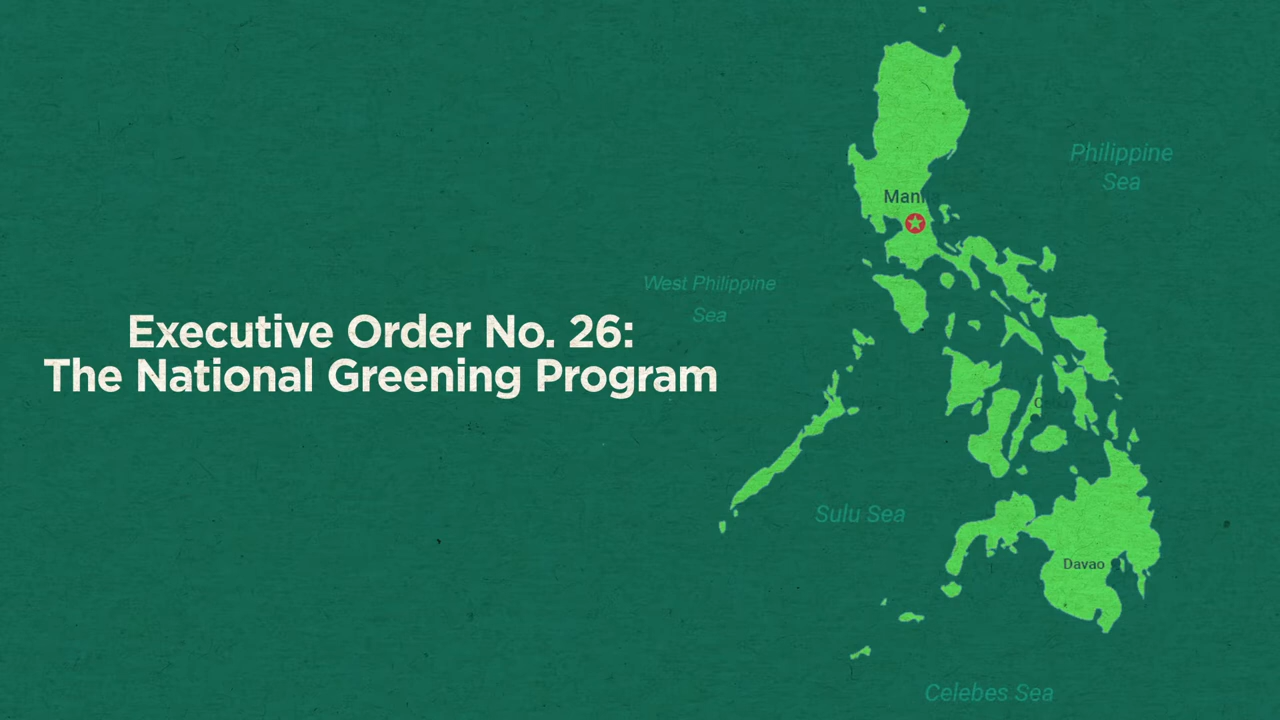 Executive Order No. 26:
The National Greening Program
Philippine
Sea
West Philippine
Sea
Sulu Sea
Davao
Celebes Sea